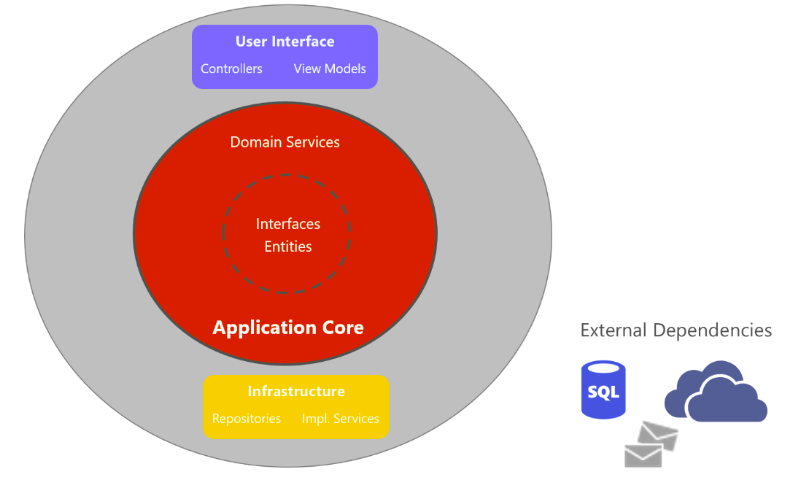 User Interface
Controllers View Models
Domain Services
Interfaces
Entities
Application Core
Infrastructure
Repositories Impl. Services
External Dependencies
SQL